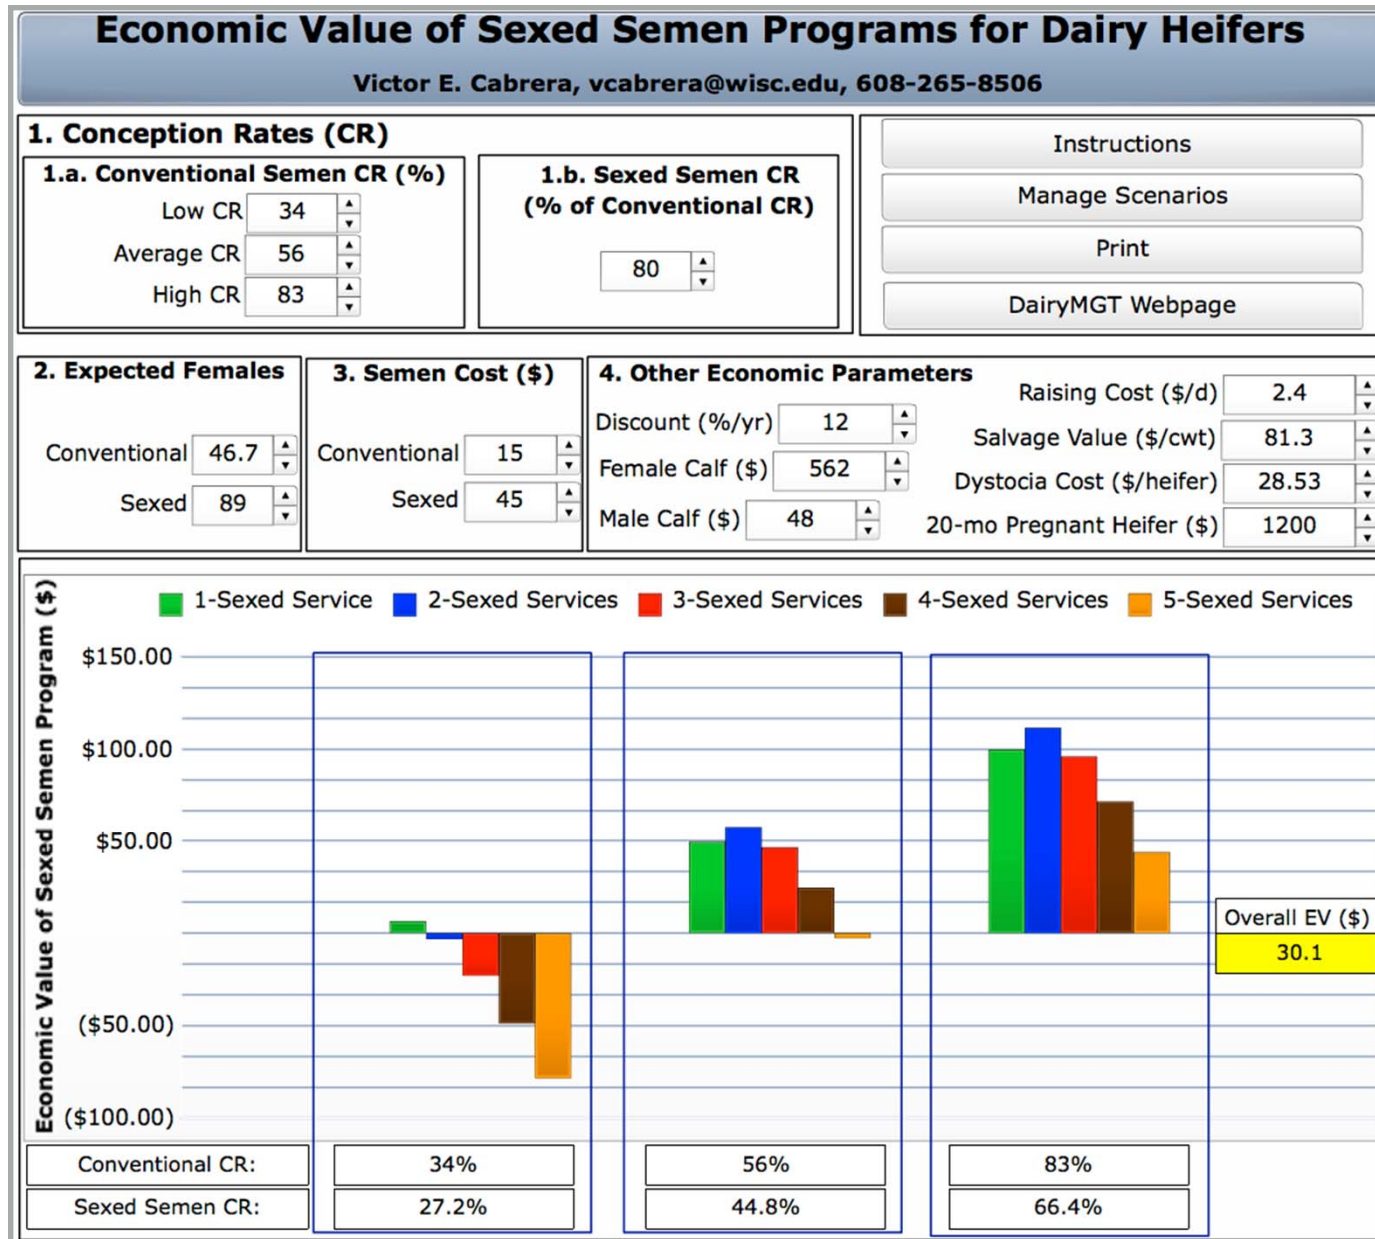 Economic Value of Sexed Semen Programs for Dairy Heifers
Victor E. Cabrera, vcabrera@wisc.edu, 608-265-8506
1. Conception Rates (CR)
1.a. Conventional Semen CR (%)
Low CR 34
Average CR 56
High CR 83
1.b. Sexed Semen CR
(% of Conventional CR)
80
Instructions
Manage Scenarios
Print
DairyMGT Webpage
2. Expected Females
Conventional 46.7
Sexed 89
3. Semen Cost ($)
Conventional 15
Sexed 45
4. Other Economic Parameters
Discount (%/yr) 12
Female Calf ($) 562
Male Calf ($) 48
Raising Cost ($/d) 2.4
Salvage Value ($/cwt) 81.3
Dystocia Cost ($/heifer) 28.53
20-mo Pregnant Heifer ($) 1200
Economic Value of Sexed Semen Program ($)
1-Sexed Service 2-Sexed Services 3-Sexed Services 4-Sexed Services 5-Sexed Services
$150.00
$100.00
$50.00
($50.00)
($100.00)
Overall EV ($)
30.1
Conventional CR: 34% 56% 83%
Sexed Semen CR: 27.2% 44.8% 66.4%